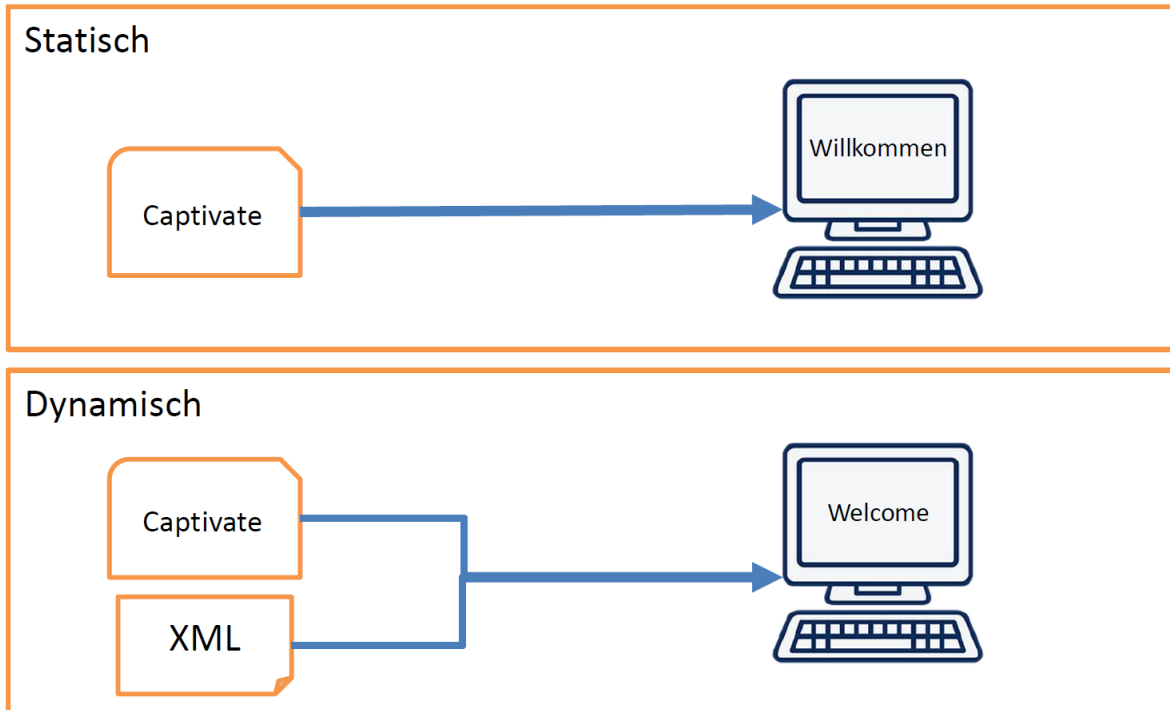 Statisch
Captivate
Willkommen
Dynamisch
Captivate
Welcome
XML